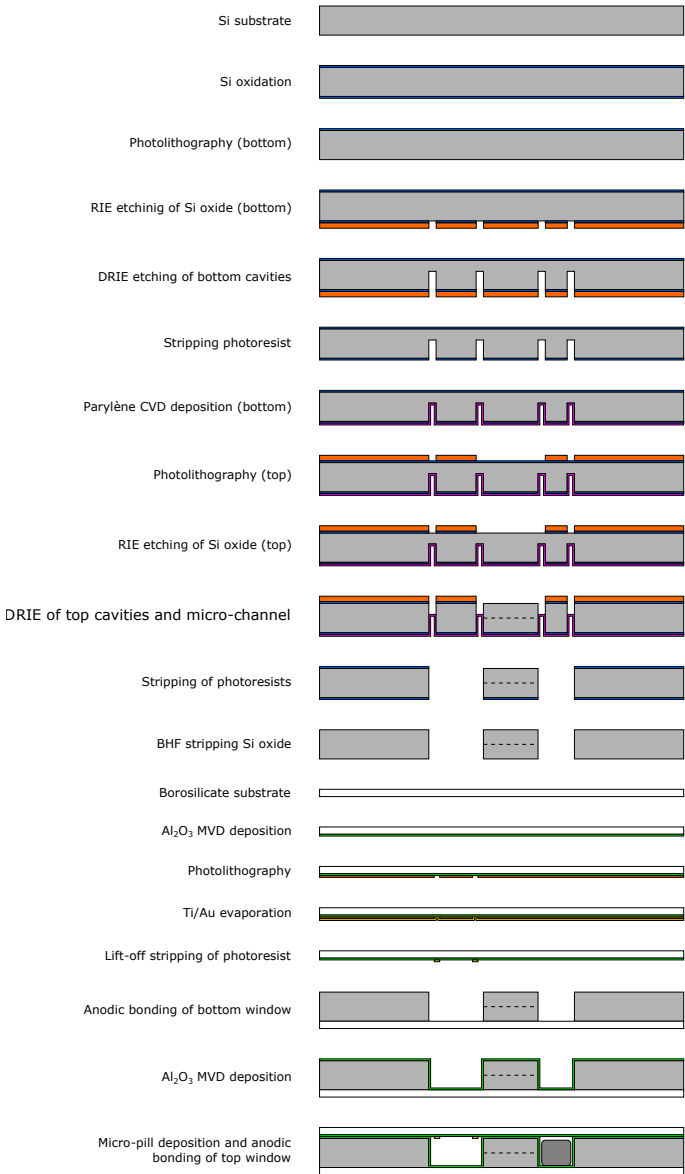 Si substrate
Si oxidation
Photolithography (bottom)
RIE etchinig of Si oxide (bottom)
DRIE etching of bottom cavities
Stripping photoresist
Parylène CVD deposition (bottom)
Photolithography (top)
RIE etching of Si oxide (top)
DRIE of top cavities and micro-channel
Stripping of photoresists
BHF stripping Si oxide
Borosilicate substrate
Al₂O₃ MVD deposition
Photolithography
Ti/Au evaporation
Lift-off stripping of photoresist
Anodic bonding of bottom window
Al₂O₃ MVD deposition
Micro-pill deposition and anodic
bonding of top window